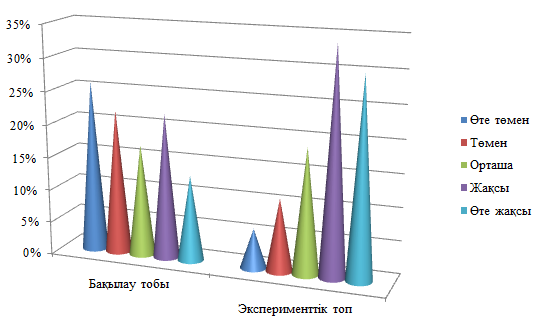 35%
30%
25%
20%
15%
10%
5%
0%
Бақылау тобы
Эксперименттік топ
Өте төмен
Төмен
Орташа
Жақсы
Өте жақсы